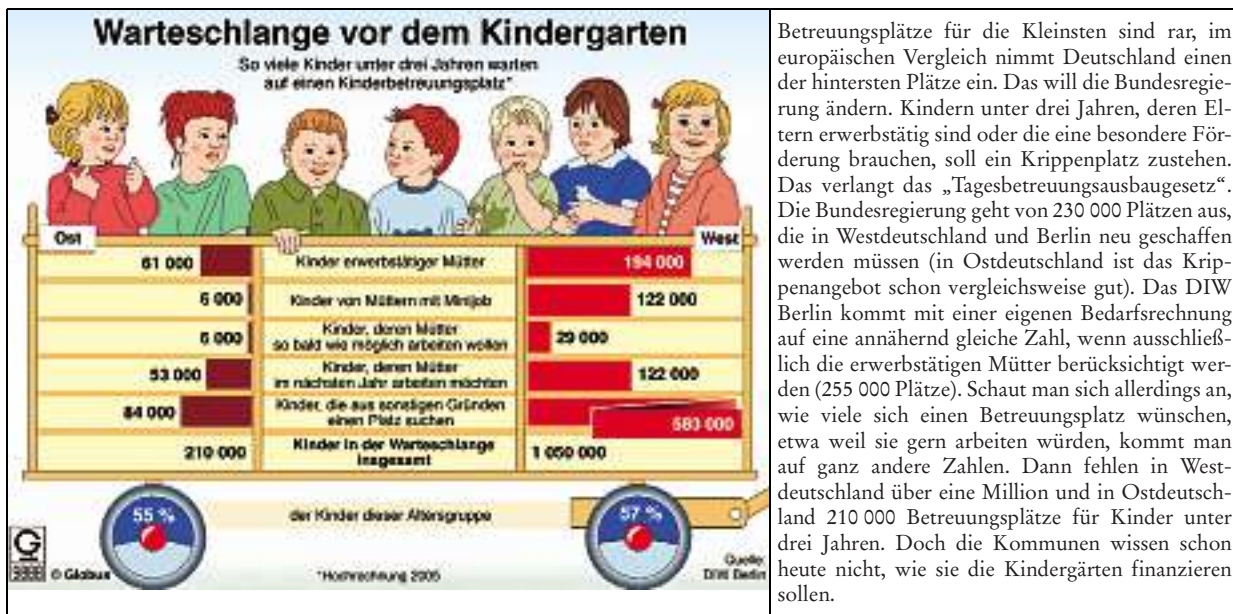 Warteschlange vor dem Kindergarten
So viele Kinder unter drei Jahren warten
auf einen Kinderbetreuungsplatz*
Ost
West
61 000 Kinder erwerbstätiger Mütter 194 000
6 000 Kinder von Müttern mit Minijob 122 000
6 000 Kinder, deren Mütter
so bald wie möglich arbeiten wollen 29 000
53 000 Kinder, deren Mütter
im nächsten Jahr arbeiten möchten 122 000
84 000 Kinder, die aus sonstigen Gründen
einen Platz suchen 583 000
210 000 Kinder in der Warteschlange
insgesamt 1 050 000
55 % der Kinder dieser Altersgruppe 57 %
G
© Globus
*Hochrechnung 2005
Quelle:
DIW Berlin
Betreuungsplätze für die Kleinsten sind rar, im
europäischen Vergleich nimmt Deutschland einen
der hintersten Plätze ein. Das will die Bundesregie-
rung ändern. Kindern unter drei Jahren, deren El-
tern erwerbstätig sind oder die eine besondere För-
derung brauchen, soll ein Krippenplatz zustehen.
Das verlangt das „Tagesbetreuungsausbaugesetz“.
Die Bundesregierung geht von 230 000 Plätzen aus,
die in Westdeutschland und Berlin neu geschaffen
werden müssen (in Ostdeutschland ist das Krip-
penangebot schon vergleichsweise gut). Das DIW
Berlin kommt mit einer eigenen Bedarfsrechnung
auf eine annähernd gleiche Zahl, wenn ausschließ-
lich die erwerbstätigen Mütter berücksichtigt wer-
den (255 000 Plätze). Schaut man sich allerdings an,
wie viele sich einen Betreuungsplatz wünschen,
etwa weil sie gern arbeiten würden, kommt man
auf ganz andere Zahlen. Dann fehlen in West-
deutschland über eine Million und in Ostdeutsch-
land 210 000 Betreuungsplätze für Kinder unter
drei Jahren. Doch die Kommunen wissen schon
heute nicht, wie sie die Kindergärten finanzieren
sollen.